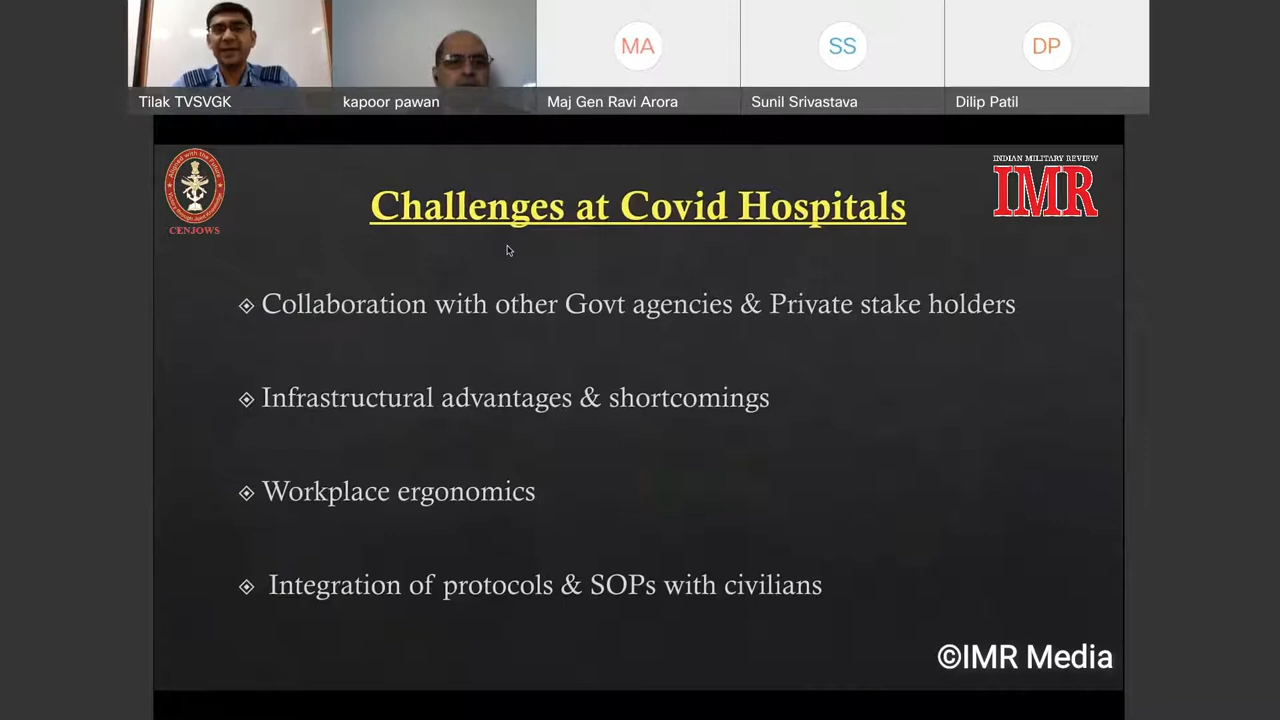 MA
SS
DP
Tilak TVSVGK
kapoor pawan
Maj Gen Ravi Arora
Sunil Srivastava
Dilip Patil
CENJOWS
INDIAN MILITARY REVIEW
IMR
Challenges at Covid Hospitals
Collaboration with other Govt agencies & Private stake holders
Infrastructural advantages & shortcomings
Workplace ergonomics
Integration of protocols & SOPs with civilians
©IMR Media